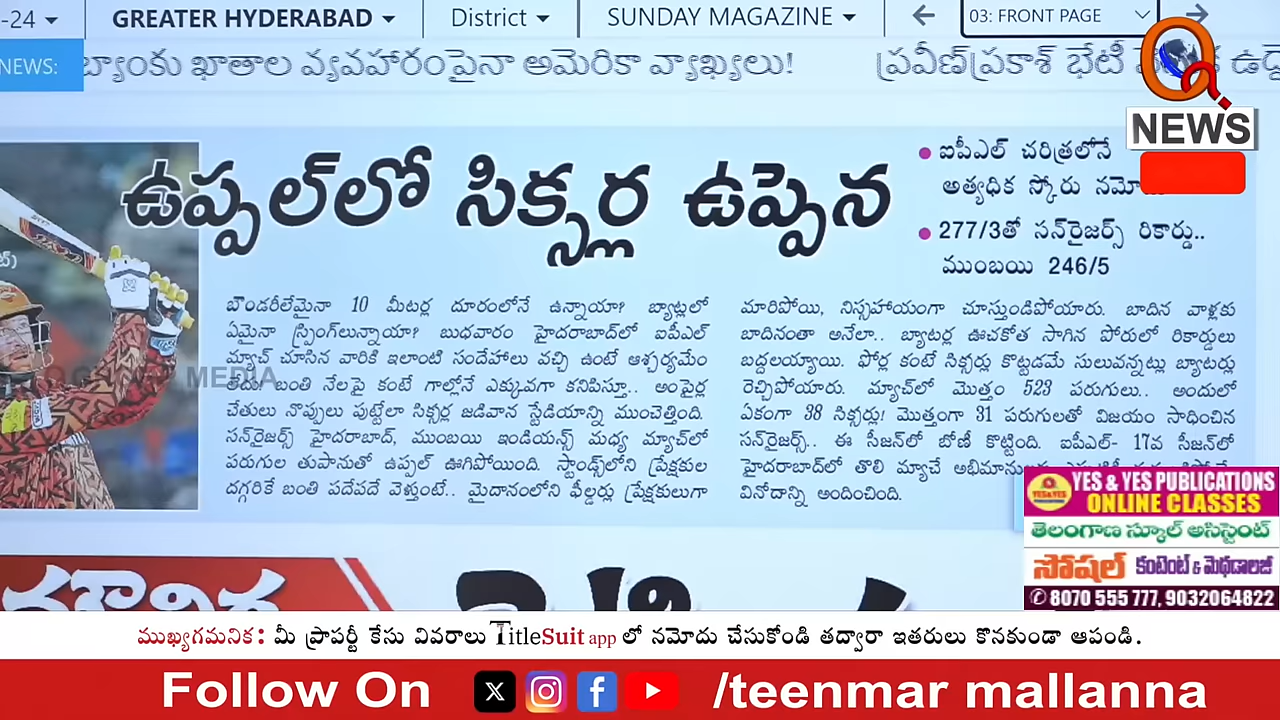 -24
GREATER HYDERABAD
District
SUNDAY MAGAZINE
03: FRONT PAGE
NEWS:
బ్యాంకు ఖాతాల వ్యవహారంపైనా అమెరికా వ్యాఖ్యలు!
ప్రవీణ్‌ప్రకాశ్ భేటీ
Q
NEWS
ఉప్పల్‌లో సిక్సర్ల ఉప్పెన
ఐపీఎల్ చరిత్రలోనే
అత్యధిక స్కోరు
277/3తో సన్‌రైజర్స్ రికార్డు..
ముంబయి 246/5
బౌండరీలేమైనా 10 మీటర్ల దూరంలోనే ఉన్నాయా? బ్యాట్లలో
ఏమైనా స్ప్రింగ్‌లున్నాయా? బుధవారం హైదరాబాద్‌లో ఐపీఎల్
మ్యాచ్ చూసిన వారికి ఇలాంటి సందేహాలు వచ్చి ఉంటే ఆశ్చర్యమేం
లేదు! బంతి నేలపై కంటే గాల్లోనే ఎక్కువగా కనిపిస్తూ.. అంపైర్ల
చేతులు నొప్పులు పుట్టేలా సిక్సర్ల జడివాన స్టేడియాన్ని ముంచెత్తింది.
సన్‌రైజర్స్ హైదరాబాద్, ముంబయి ఇండియన్స్ మధ్య మ్యాచ్‌లో
పరుగుల తుపానుతో ఉప్పల్ ఊగిపోయింది. స్టాండ్స్‌లోని ప్రేక్షకుల
దగ్గరికే బంతి పదేపదే వెళ్తుంటే.. మైదానంలోని ఫీల్డర్లు ప్రేక్షకులుగా
మారిపోయి, నిస్సహాయంగా చూస్తుండిపోయారు. బాదిన వాళ్లకు
బాదినంతా అనేలా.. బ్యాటర్ల ఊచకోత సాగిన పోరులో రికార్డులు
బద్దలయ్యాయి. ఫోర్ల కంటే సిక్సర్లు కొట్టడమే సులువన్నట్లు బ్యాటర్లు
రెచ్చిపోయారు. మ్యాచ్‌లో మొత్తం 523 పరుగులు.. అందులో
ఏకంగా 38 సిక్సర్లు! మొత్తంగా 31 పరుగులతో విజయం సాధించిన
సన్‌రైజర్స్.. ఈ సీజన్‌లో బోణీ కొట్టింది. ఐపీఎల్- 17వ సీజన్‌లో
హైదరాబాద్‌లో తొలి మ్యాచే
వినోదాన్ని అందించింది.
YES & YES PUBLICATIONS
ONLINE CLASSES
తెలంగాణ స్కూల్ అసిస్టెంట్
సోషల్ కంటెంట్ & మెథడాలజీ
8070 555 777, 9032064822
ముఖ్యగమనిక: మీ ప్రాపర్టీ కేసు వివరాలు TitleSuit app లో నమోదు చేసుకోండి తద్వారా ఇతరులు కొనకుండా ఆపండి.
Follow On /teenmar mallanna